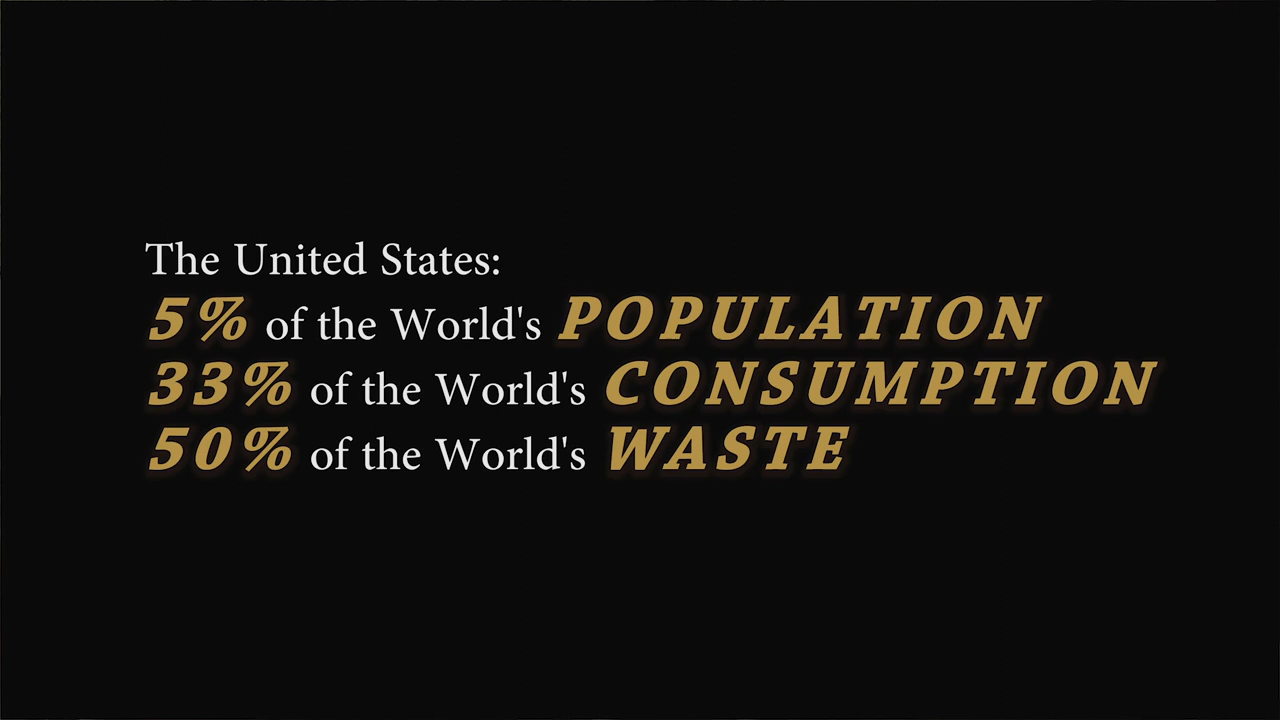 The United States:
5% of the World's POPULATION
33% of the World's CONSUMPTION
50% of the World's WASTE